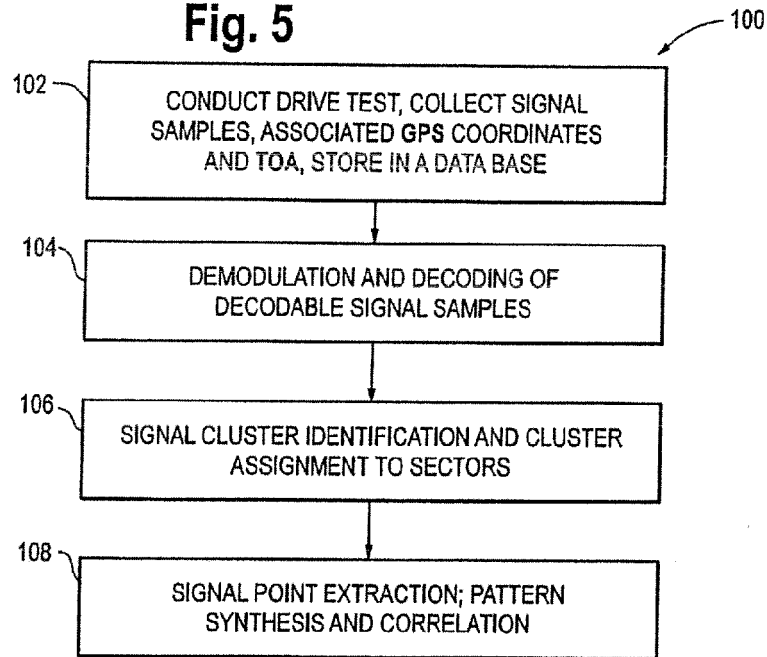 Fig. 5
100
102
CONDUCT DRIVE TEST, COLLECT SIGNAL
SAMPLES, ASSOCIATED GPS COORDINATES
AND TOA, STORE IN A DATA BASE
104
DEMODULATION AND DECODING OF
DECODABLE SIGNAL SAMPLES
106
SIGNAL CLUSTER IDENTIFICATION AND CLUSTER
ASSIGNMENT TO SECTORS
108
SIGNAL POINT EXTRACTION; PATTERN
SYNTHESIS AND CORRELATION